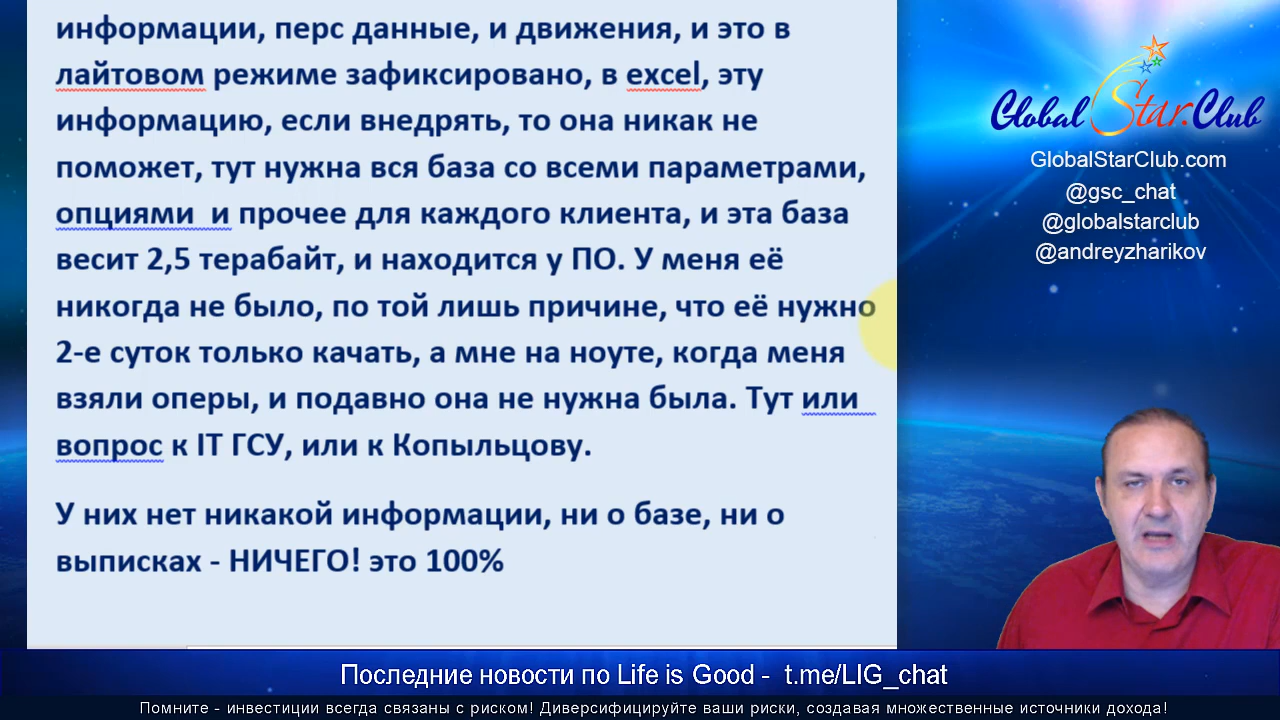 информации, перс данные, и движения, и это в
лайтовом режиме зафиксировано, в excel, эту
информацию, если внедрять, то она никак не
поможет, тут нужна вся база со всеми параметрами,
опциями  и прочее для каждого клиента, и эта база
весит 2,5 терабайт, и находится у ПО. У меня её
никогда не было, по той лишь причине, что её нужно
2-е суток только качать, а мне на ноуте, когда меня
взяли оперы, и подавно она не нужна была. Тут или
вопрос к IT ГСУ, или к Копыльцову.
У них нет никакой информации, ни о базе, ни о
выписках - НИЧЕГО! это 100%
Global Star.Club
GlobalStarClub.com
@gsc_chat
@globalstarclub
@andreyzharikov
Последние новости по Life is Good -  t.me/LIG_chat
Помните - инвестиции всегда связаны с риском! Диверсифицируйте ваши риски, создавая множественные источники дохода!